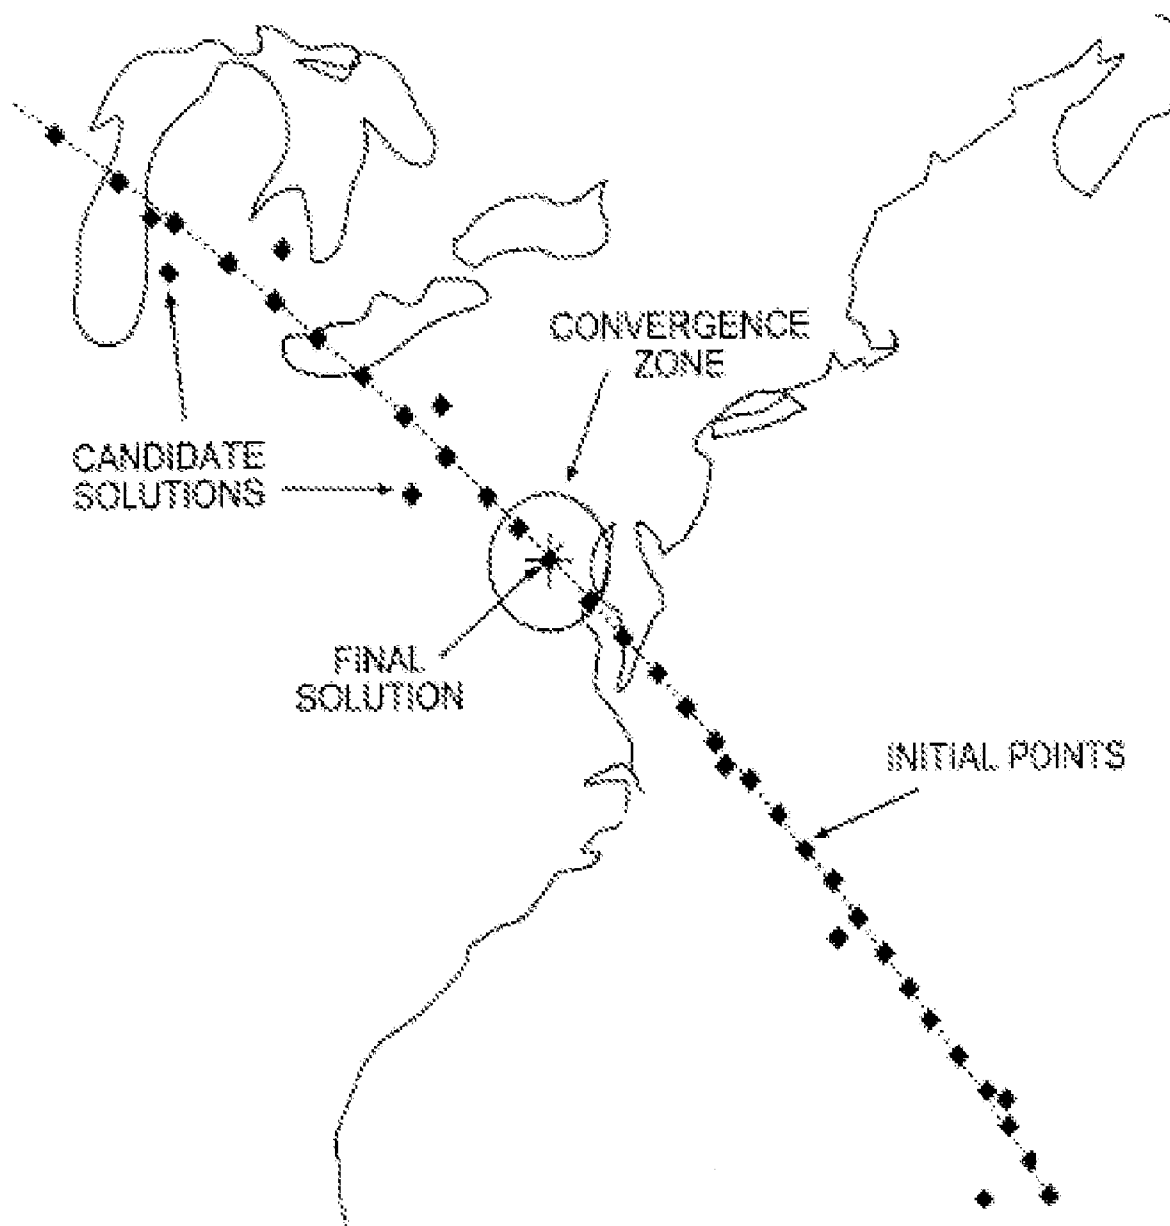 CONVERGENCE
ZONE
CANDIDATE
SOLUTIONS
FINAL
SOLUTION
INITIAL POINTS